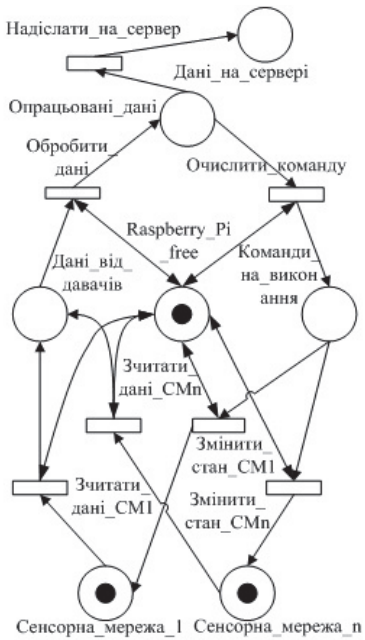 Надіслати_на_сервер
Дані_на_сервері
Опрацьовані_дані
Обробити_
дані
Очислити_команду
Raspberry_Pi
_free
Команди_
на_викон
ання
Дані_від_
давачів
Зчитати_
дані_СМn
Змінити_
стан_СМ1
Зчитати_
дані_СМ1
Змінити_
стан_СМn
Сенсорна_мережа_1
Сенсорна_мережа_n